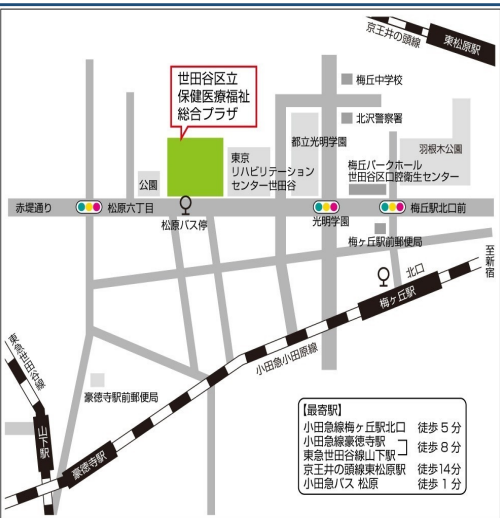 京王井の頭線
東松原駅
世田谷区立
保健医療福祉
総合プラザ
梅丘中学校
北沢警察署
都立光明学園
羽根木公園
東京
リハビリテーション
センター世田谷
梅丘パークホール
世田谷区口腔衛生センター
公園
赤堤通り
松原六丁目
松原バス停
光明学園
梅丘駅北口前
梅ヶ丘駅前郵便局
至新宿
北口
梅ヶ丘駅
小田急小田原線
東急世田谷線
山下駅
豪徳寺駅前郵便局
豪徳寺駅
【最寄駅】
小田急線梅ヶ丘駅北口 徒歩5分
小田急線豪徳寺駅
東急世田谷線山下駅 徒歩8分
京王井の頭線東松原駅 徒歩14分
小田急バス 松原 徒歩1分